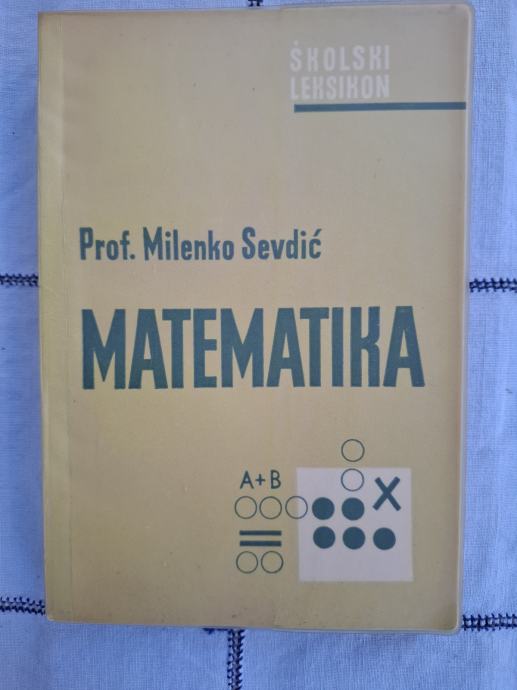 ŠKOLSKI
LEKSIKON
Prof. Milenko Sevdić
MATEMATIKA
A+B
X
=